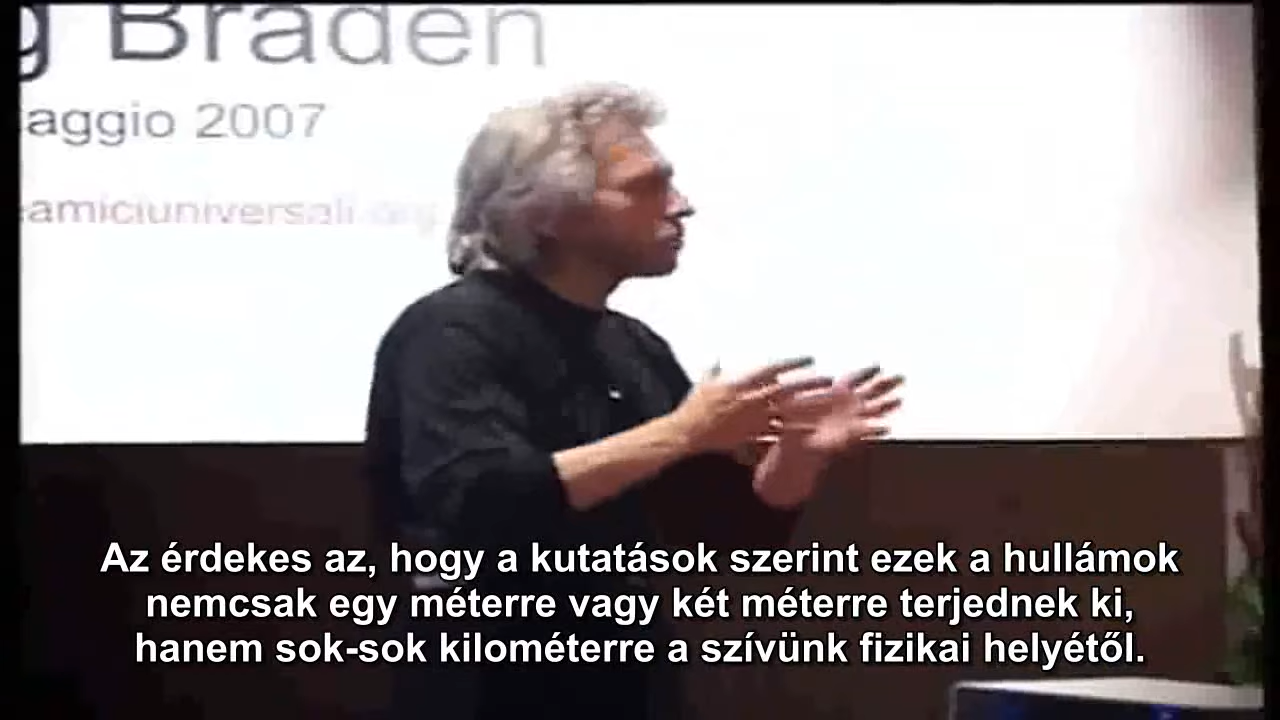 g Braden
aggio 2007
amiciuniversali.org
Az érdekes az, hogy a kutatások szerint ezek a hullámok
nemcsak egy méterre vagy két méterre terjednek ki,
hanem sok-sok kilométerre a szívünk fizikai helyétől.